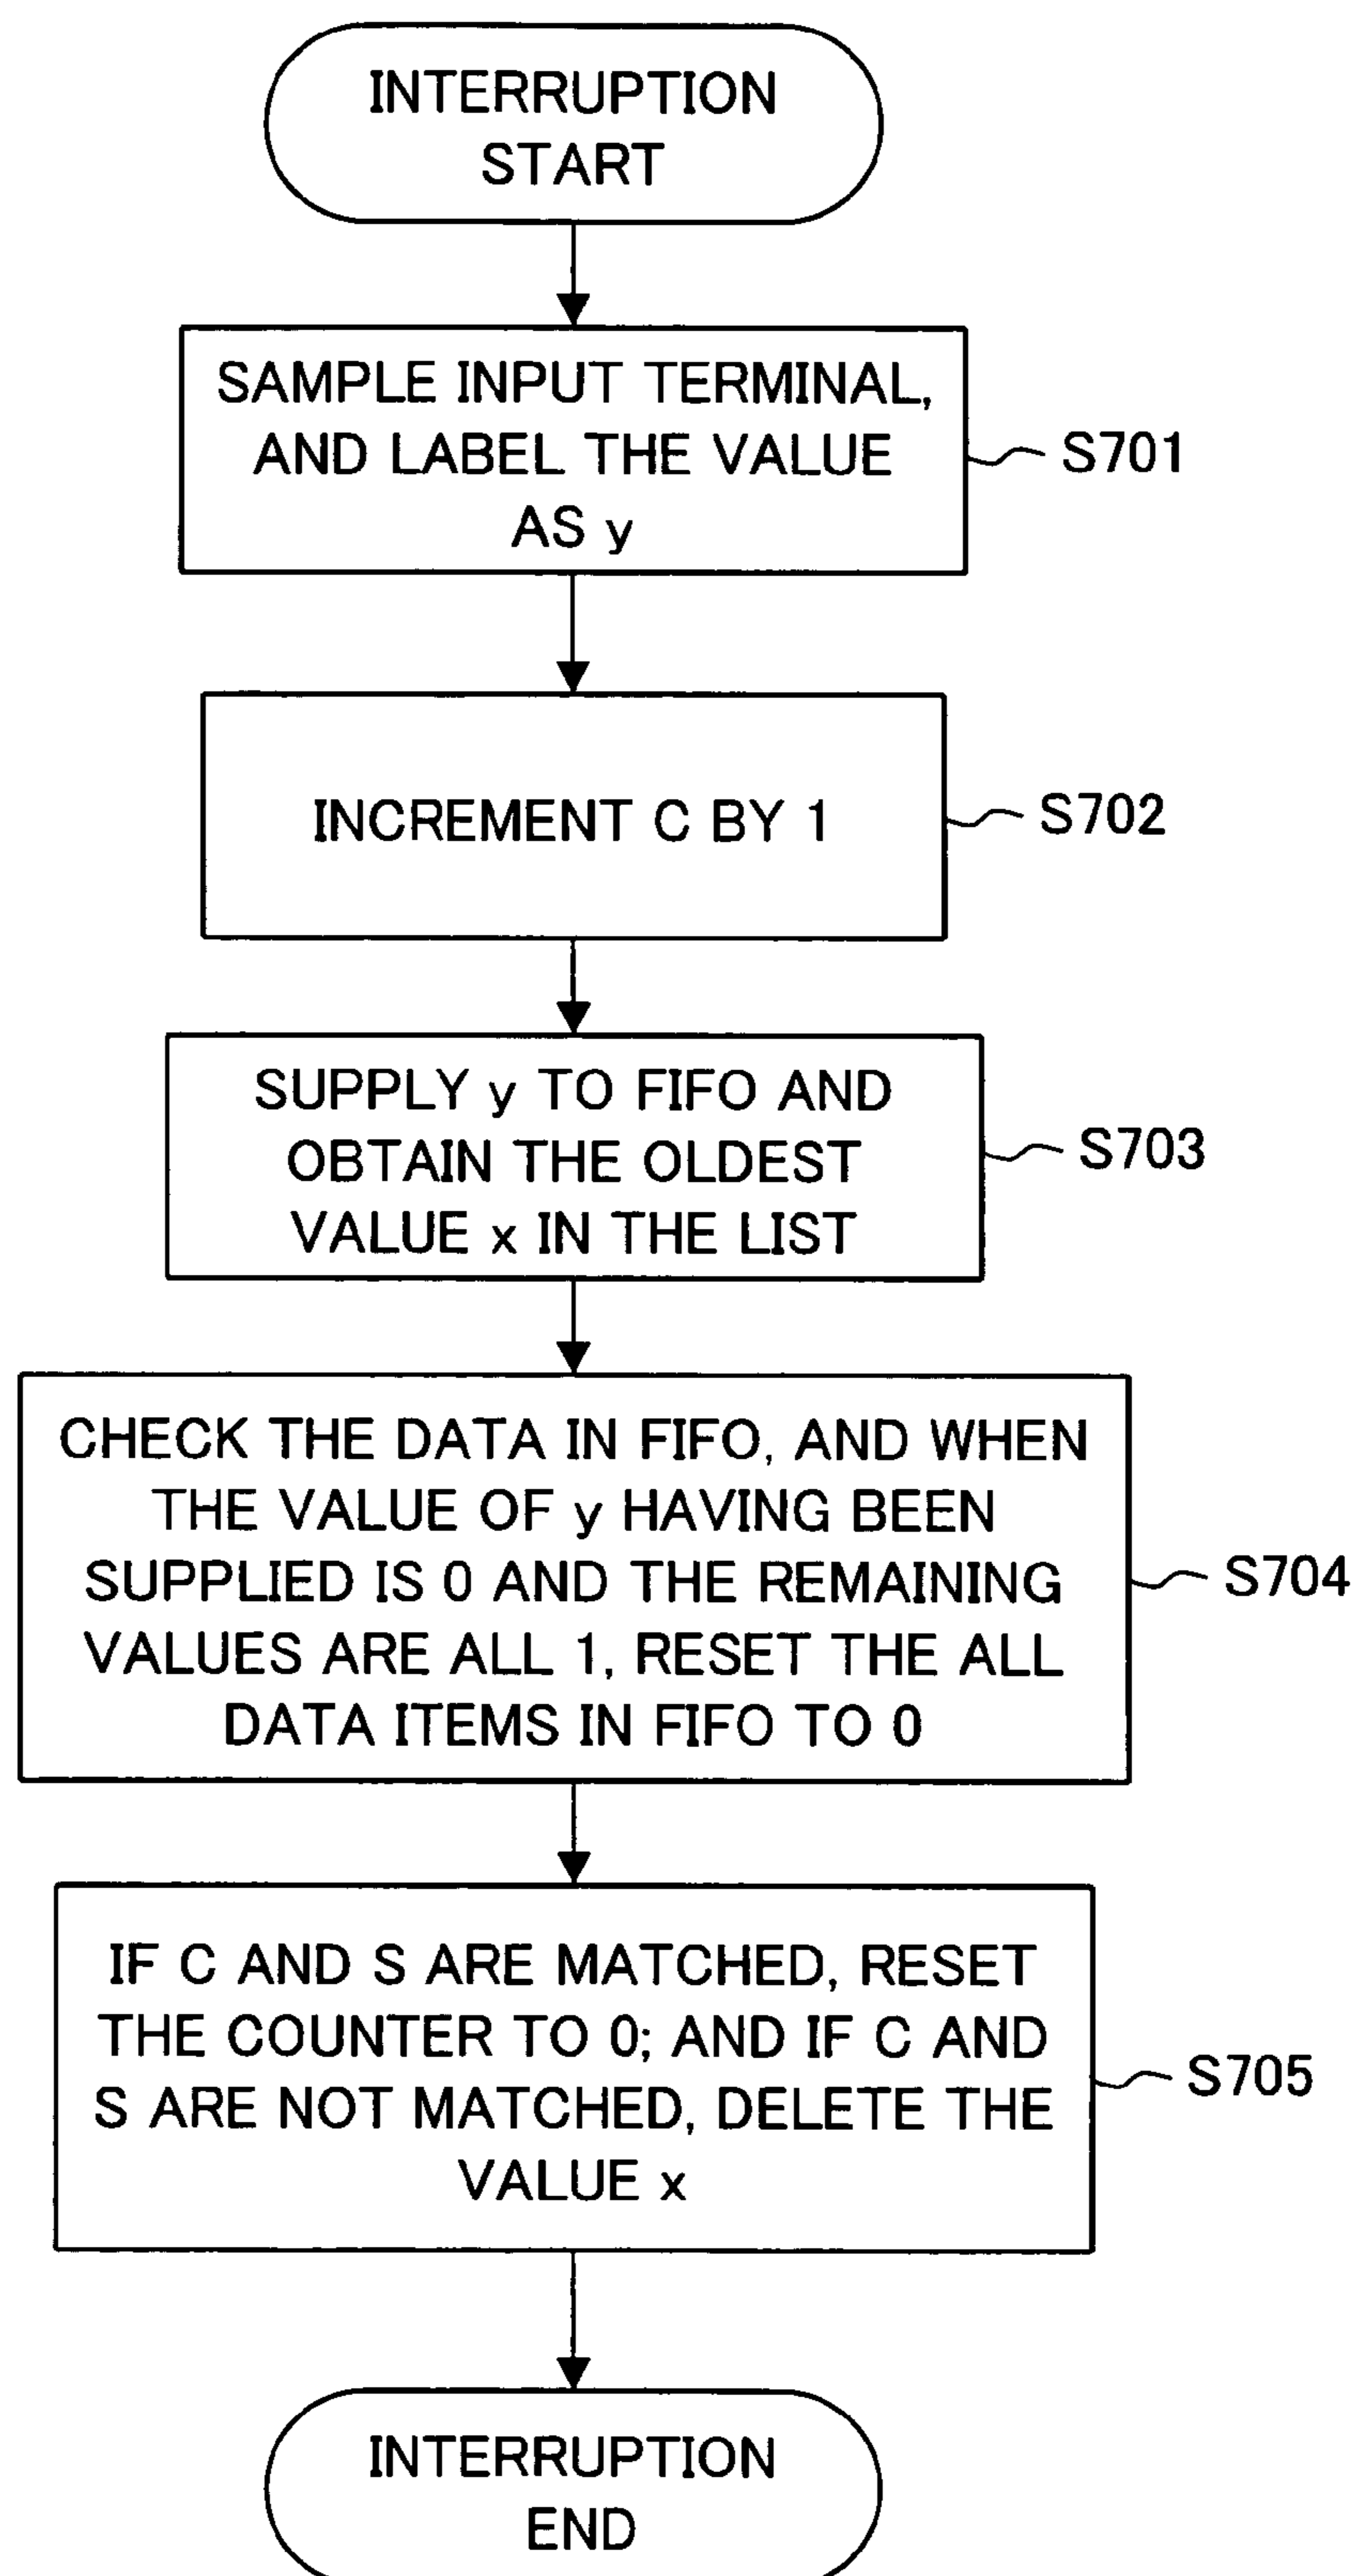 INTERRUPTION
START
SAMPLE INPUT TERMINAL,
AND LABEL THE VALUE
AS y
S701
INCREMENT C BY 1
S702
SUPPLY y TO FIFO AND
OBTAIN THE OLDEST
VALUE x IN THE LIST
S703
CHECK THE DATA IN FIFO, AND WHEN
THE VALUE OF y HAVING BEEN
SUPPLIED IS 0 AND THE REMAINING
VALUES ARE ALL 1, RESET THE ALL
DATA ITEMS IN FIFO TO 0
S704
IF C AND S ARE MATCHED, RESET
THE COUNTER TO 0; AND IF C AND
S ARE NOT MATCHED, DELETE THE
VALUE x
S705
INTERRUPTION
END